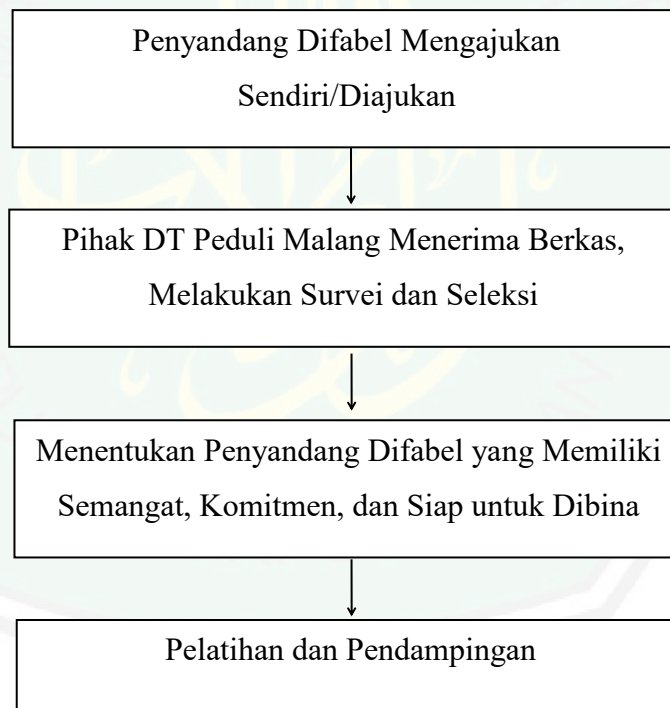 Penyandang Difabel Mengajukan
Sendiri/Diajukan
Pihak DT Peduli Malang Menerima Berkas,
Melakukan Survei dan Seleksi
Menentukan Penyandang Difabel yang Memiliki
Semangat, Komitmen, dan Siap untuk Dibina
Pelatihan dan Pendampingan